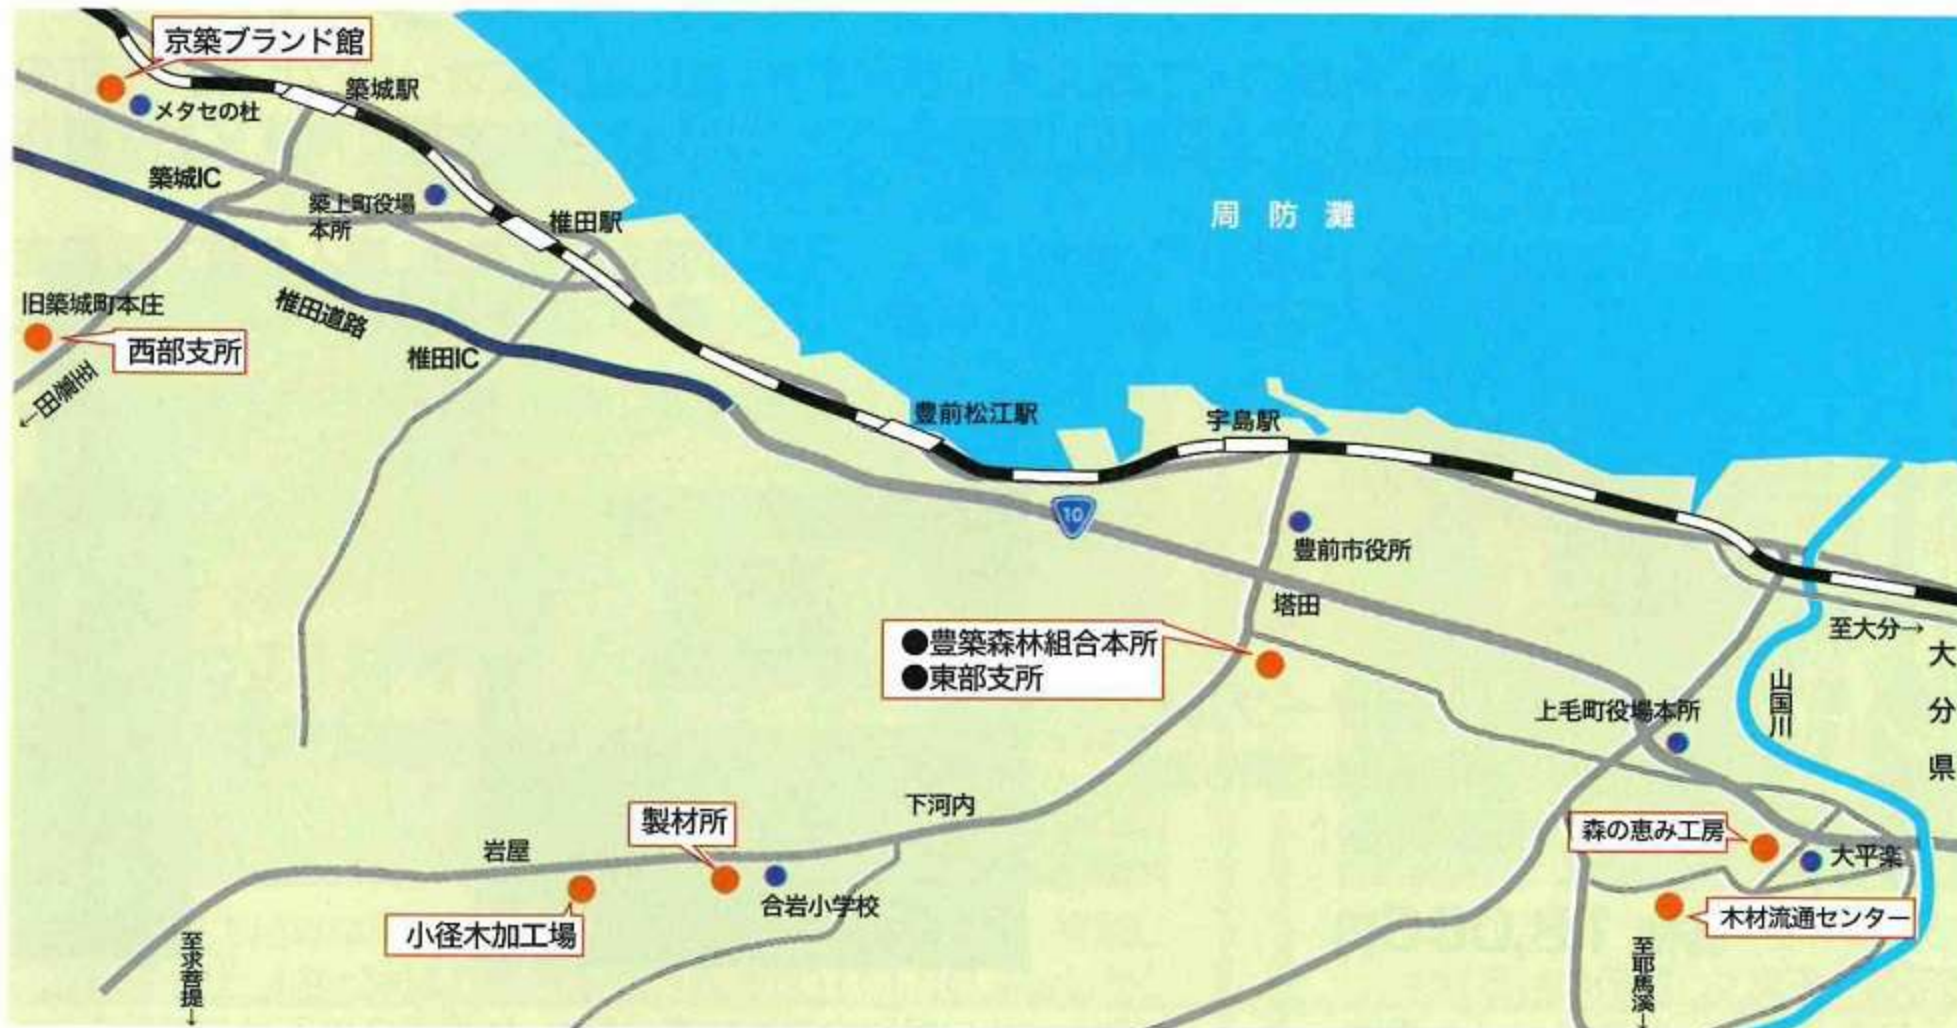 京築ブランド館
築城駅
メタセの杜
築城IC
築上町役場
本所
椎田駅
周防灘
旧築城町本庄
西部支所
椎田道路
椎田IC
至豊田←
豊前松江駅
宇島駅
10
豊前市役所
塔田
●豊築森林組合本所
●東部支所
至大分→
大分県
山国川
上毛町役場本所
下河内
製材所
岩屋
森の恵み工房
大平楽
合岩小学校
小径木加工場
木材流通センター
至求菩提→
至耶馬溪→